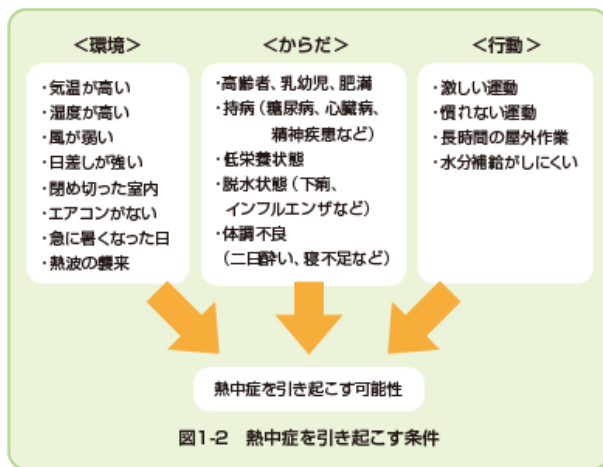 ＜環境＞
・気温が高い
・湿度が高い
・風が弱い
・日差しが強い
・閉め切った室内
・エアコンがない
・急に暑くなった日
・熱波の襲来
＜からだ＞
・高齢者、乳幼児、肥満
・持病（糖尿病、心臓病、
精神疾患など）
・低栄養状態
・脱水状態（下痢、
インフルエンザなど）
・体調不良
（二日酔い、寝不足など）
＜行動＞
・激しい運動
・慣れない運動
・長時間の屋外作業
・水分補給がしにくい
熱中症を引き起こす可能性
図1-2 熱中症を引き起こす条件